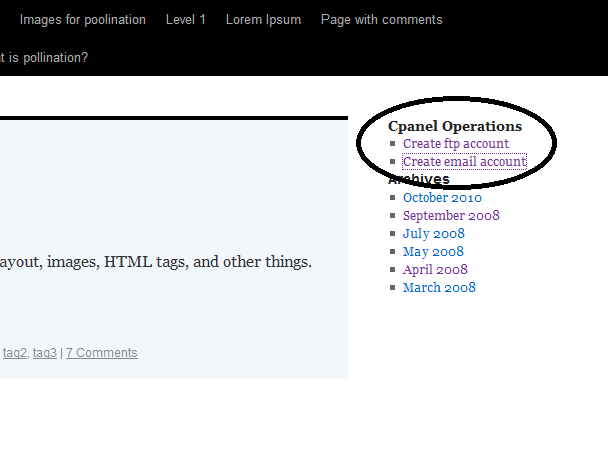 Images for poolination Level 1 Lorem Ipsum Page with comments
t is pollination?
Cpanel Operations
Create ftp account
Create email account
Archives
October 2010
September 2008
July 2008
May 2008
April 2008
March 2008
ayout, images, HTML tags, and other things.
tag2, tag3 | 7 Comments